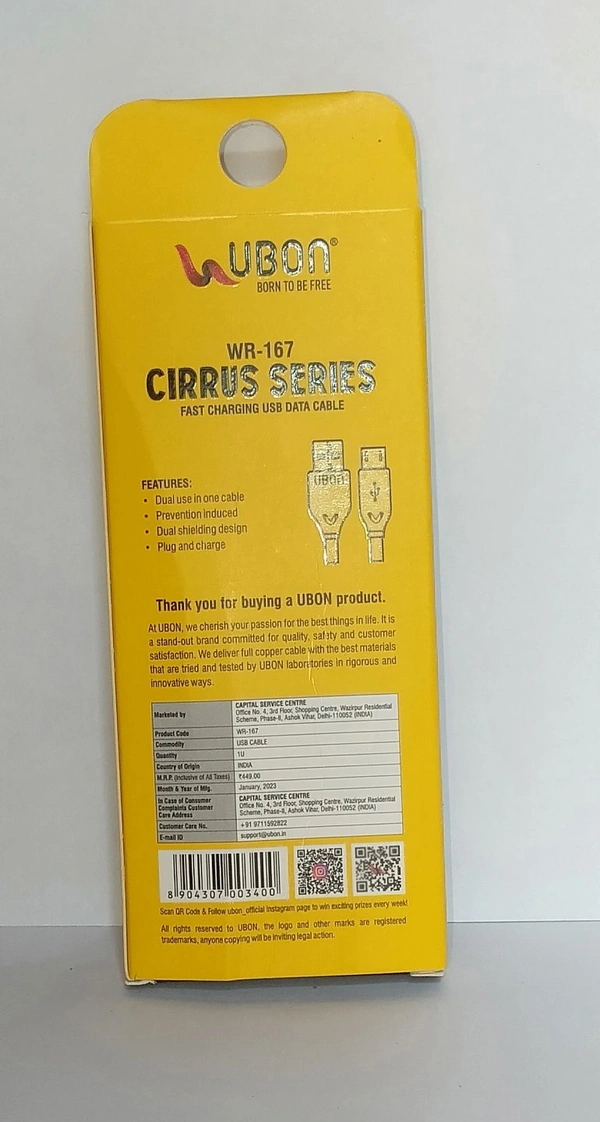 UBON®
BORN TO BE FREE
WR-167
CIRRUS SERIES
FAST CHARGING USB DATA CABLE
UBON
FEATURES:
• Dual use in one cable
• Prevention induced
• Dual shielding design
• Plug and charge
Thank you for buying a UBON product.
At UBON, we cherish your passion for the best things in life. It is
a stand-out brand committed for quality, safety and customer
satisfaction. We deliver full copper cable with the best materials
that are tried and tested by UBON laboratories in rigorous and
innovative ways.
Marketed by CAPITAL SERVICE CENTRE
Office No. 4, 3rd Floor, Shopping Centre, Wazirpur Residential
Scheme, Phase-II, Ashok Vihar, Delhi-110052 (INDIA)
Product Code WR-167
Commodity USB CABLE
Quantity 1U
Country of Origin INDIA
M.R.P. (Inclusive of All Taxes) ₹449.00
Month & Year of Mfg. January, 2023
In Case of Consumer
Complaints Customer
Care Address
CAPITAL SERVICE CENTRE
Office No. 4, 3rd Floor, Shopping Centre, Wazirpur Residential
Scheme, Phase-II, Ashok Vihar, Delhi-110052 (INDIA)
Customer Care No. +91 9711592822
E-mail ID support@ubon.in
8 904307 003400
Scan QR Code & Follow ubon_official Instagram page to win exciting prizes every week!
All rights reserved to UBON, the logo and other marks are registered
trademarks, anyone copying will be inviting legal action.